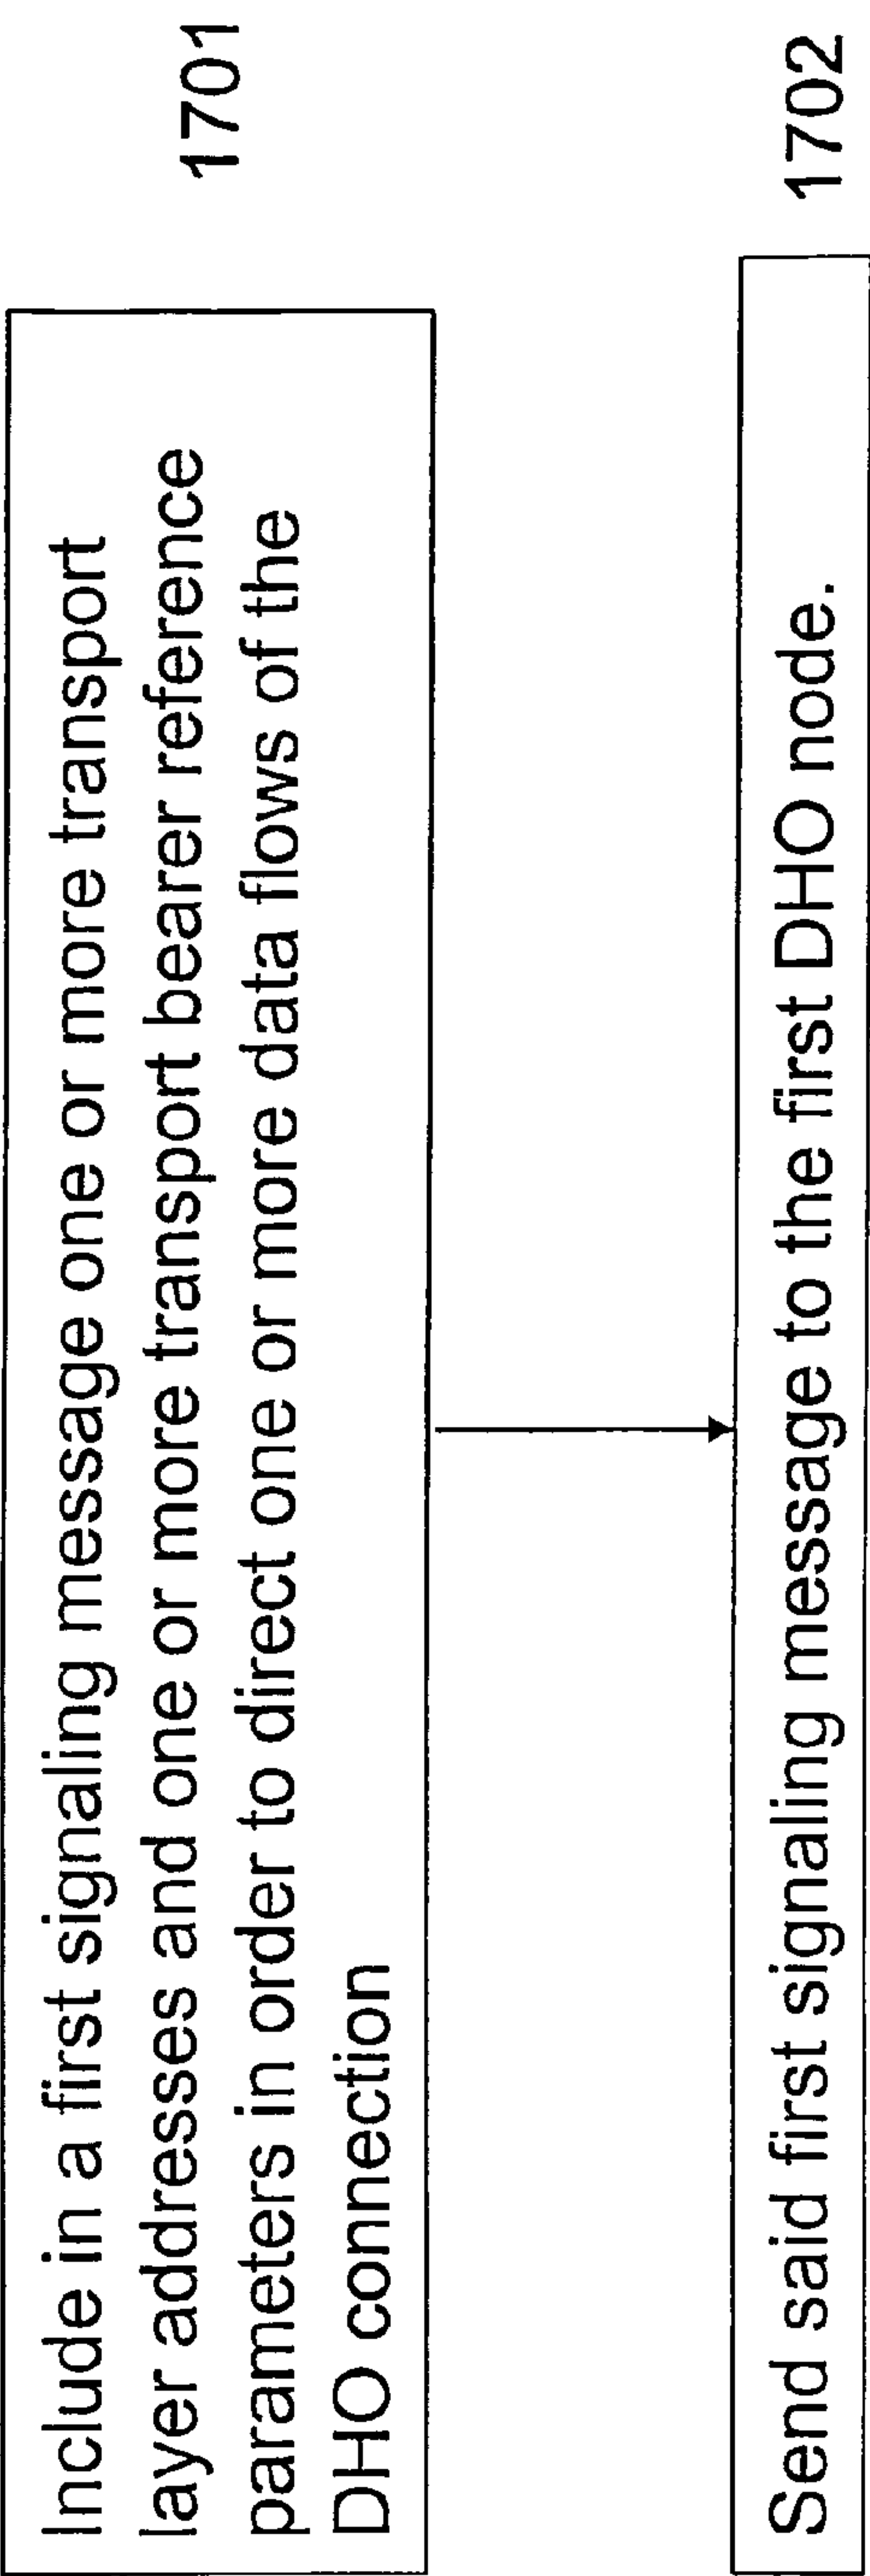 Include in a first signaling message one or more transport
layer addresses and one or more transport bearer reference
parameters in order to direct one or more data flows of the
DHO connection
1701
Send said first signaling message to the first DHO node.
1702